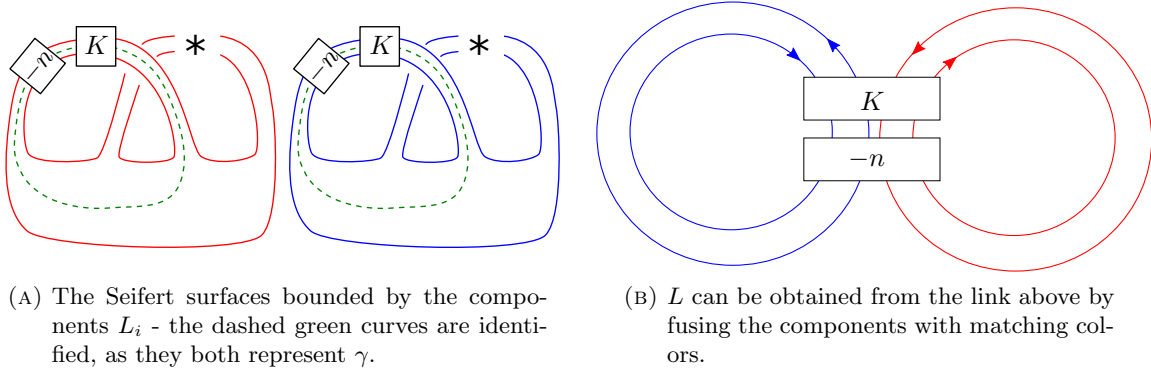 −n K * −n K *
K
−n
(A) The Seifert surfaces bounded by the compo-
nents Lᵢ - the dashed green curves are identi-
fied, as they both represent γ.
(B) L can be obtained from the link above by
fusing the components with matching col-
ors.